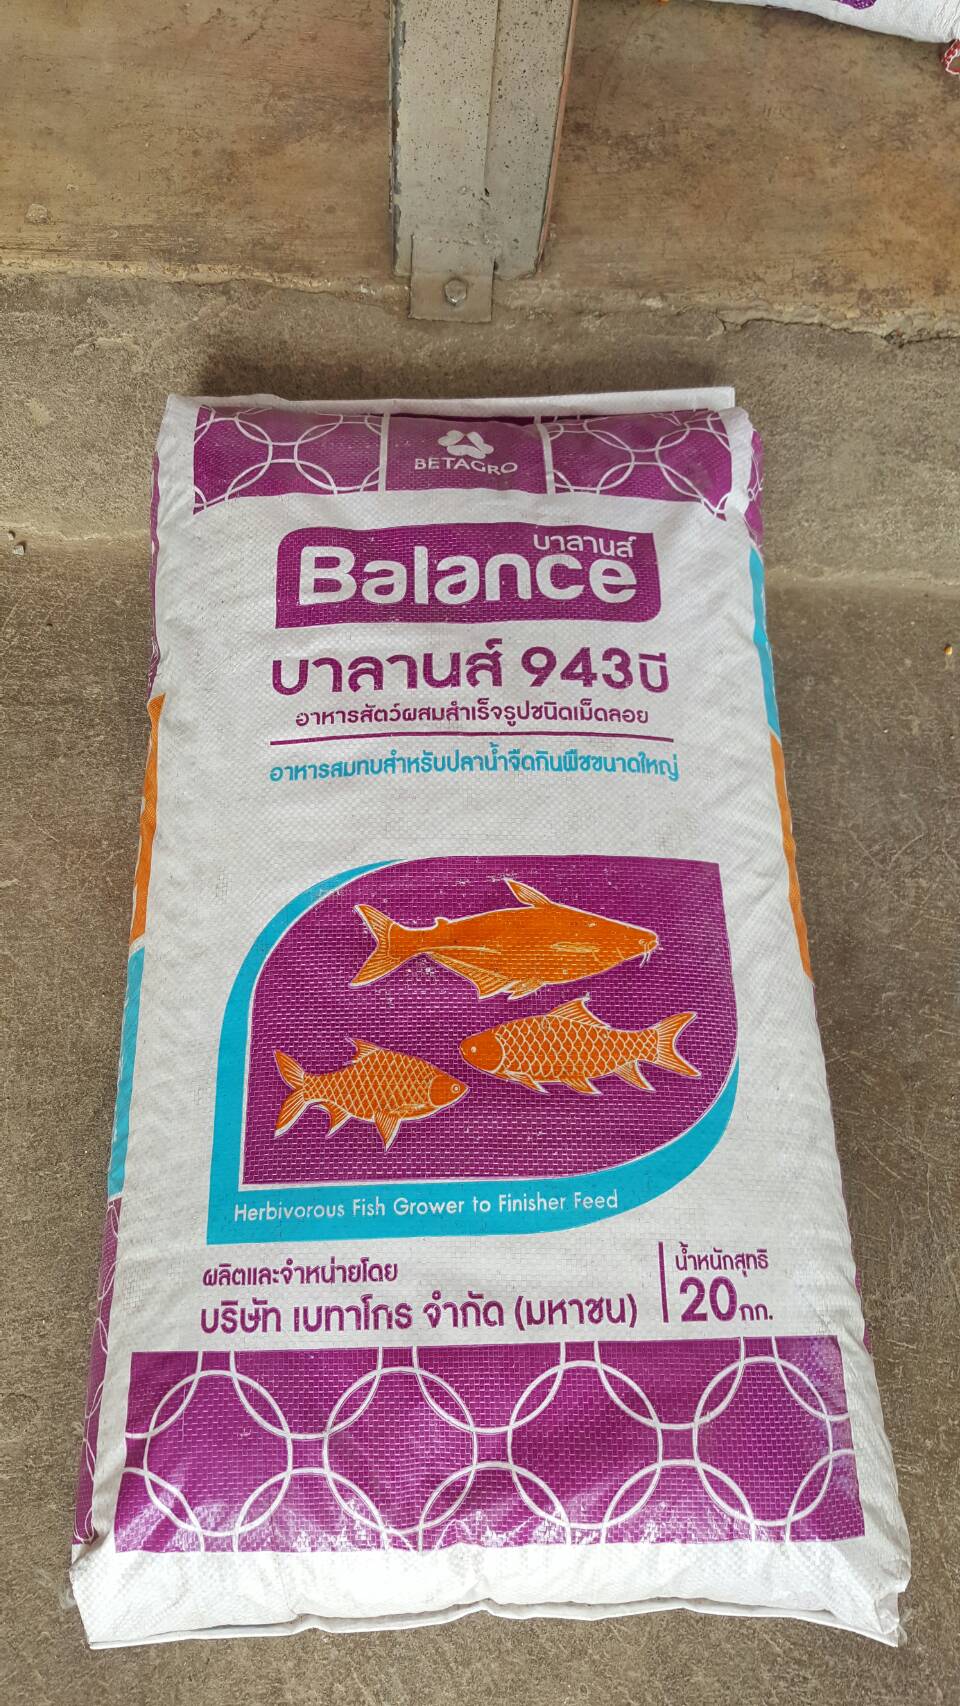 BETAGRO
บาลานส์
Balance
บาลานส์ 943บี
อาหารสัตว์ผสมสำเร็จรูปชนิดเม็ดลอย
อาหารสมทบสำหรับปลาน้ำจืดกินพืชขนาดใหญ่
Herbivorous Fish Grower to Finisher Feed
ผลิตและจำหน่ายโดย
บริษัท เบทาโกร จำกัด (มหาชน)
น้ำหนักสุทธิ
20 กก.